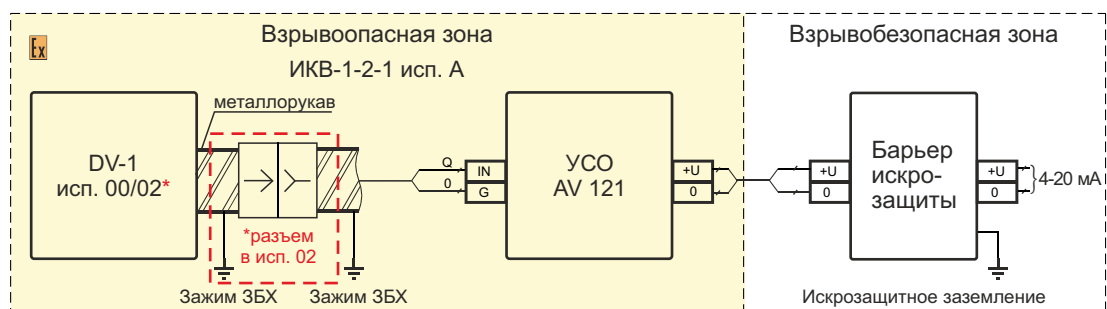 Взрывоопасная зона
Взрывобезопасная зона
Ex
ИКВ-1-2-1 исп. А
металлорукав
DV-1
исп. 00/02*
*разъем
в исп. 02
Зажим ЗБХ
Зажим ЗБХ
Q
0
IN
G
УСО
AV 121
+U
0
+U
0
Барьер
искро-
защиты
+U
0
4-20 мА
Искрозащитное заземление